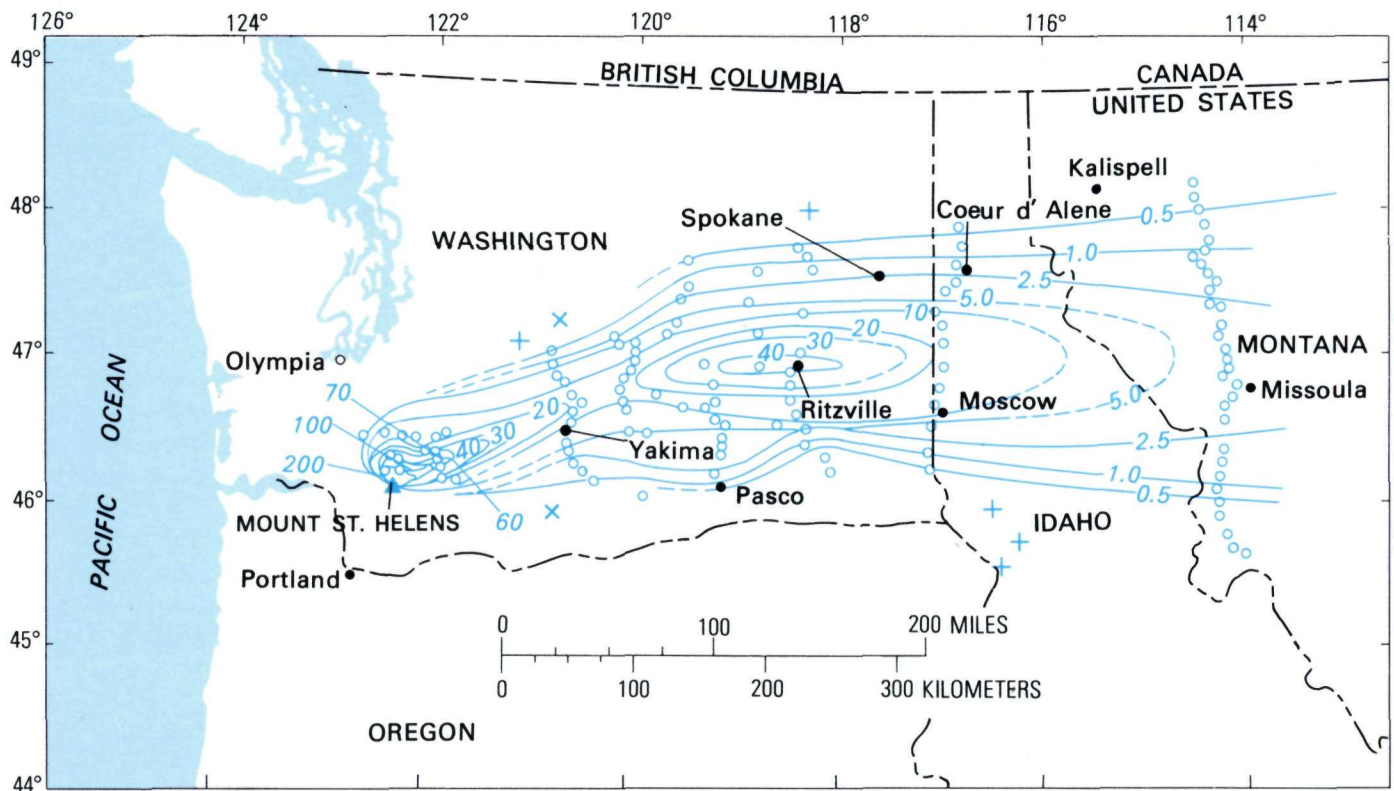 126° 124° 122° 120° 118° 116° 114°
49°
BRITISH COLUMBIA
CANADA
UNITED STATES
Kalispell
48°
Spokane
Coeur d' Alene
0.5
WASHINGTON
1.0
2.5
5.0
10
20
30
40
47°
MONTANA
Olympia
Missoula
70
Ritzville
Moscow
5.0
100
20
30
40
Yakima
2.5
200
1.0
0.5
46°
Pasco
MOUNT ST. HELENS
60
IDAHO
PACIFIC OCEAN
Portland
0 100 200 MILES
45°
0 100 200 300 KILOMETERS
OREGON
44°